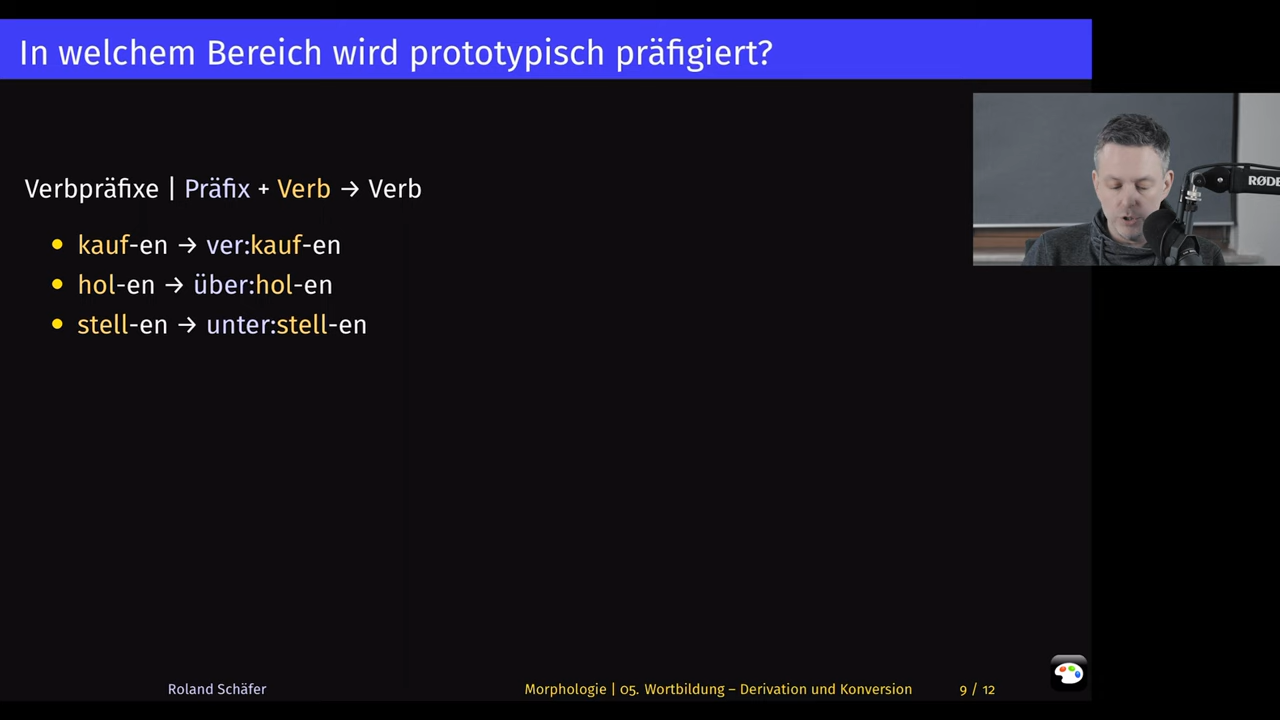 In welchem Bereich wird prototypisch präfigiert?
Verbpräfixe | Präfix + Verb → Verb
kauf-en → ver:kauf-en
hol-en → über:hol-en
stell-en → unter:stell-en
RØDE
Roland Schäfer
Morphologie | 05. Wortbildung – Derivation und Konversion
9 / 12